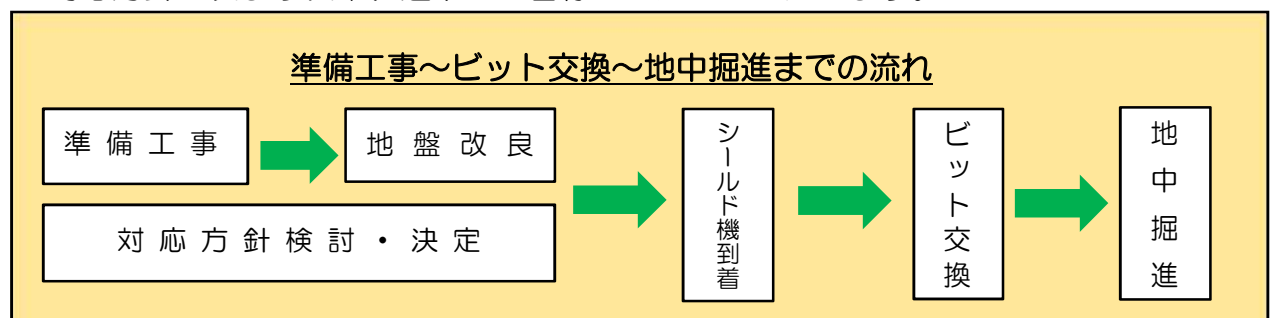 準備工事～ビット交換～地中掘進までの流れ
準備工事
地盤改良
対応方針検討・決定
シールド機到着
ビット交換
地中掘進